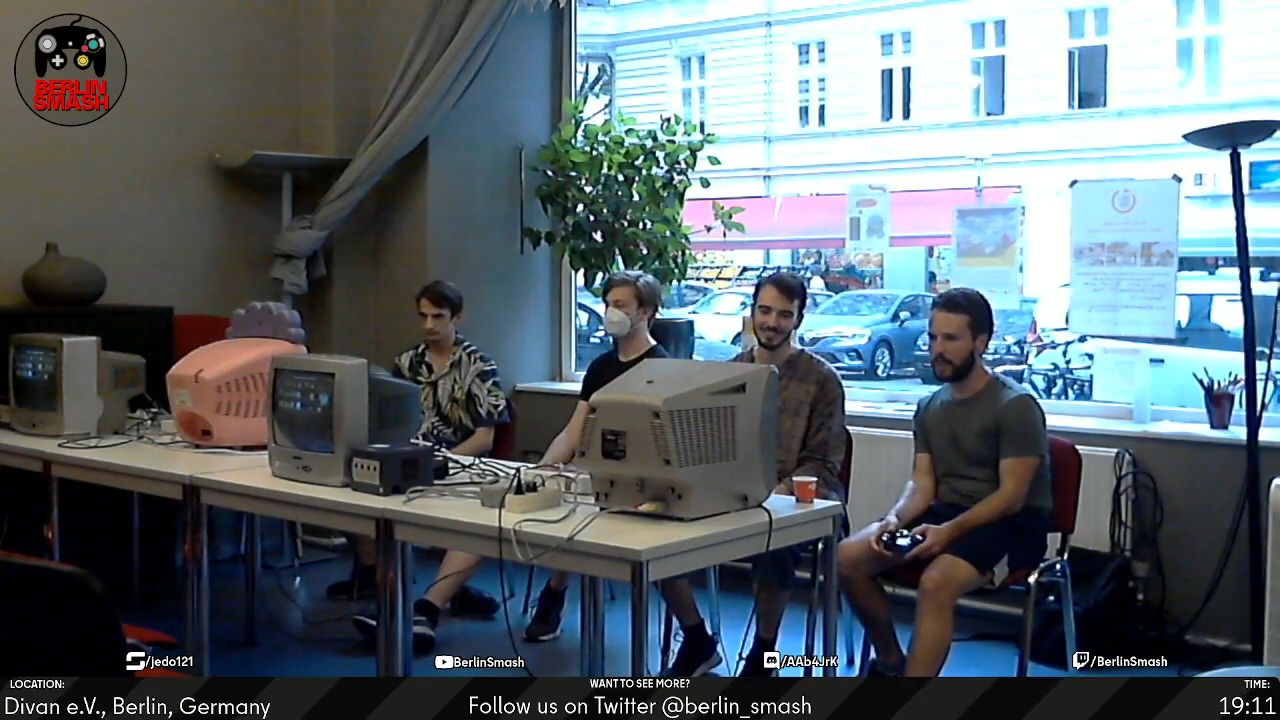 BERLIN
SMASH
/jedo121
BerlinSmash
/AAb4JrK
/BerlinSmash
LOCATION:
WANT TO SEE MORE?
TIME:
Divan e.V., Berlin, Germany
Follow us on Twitter @berlin_smash
19:11